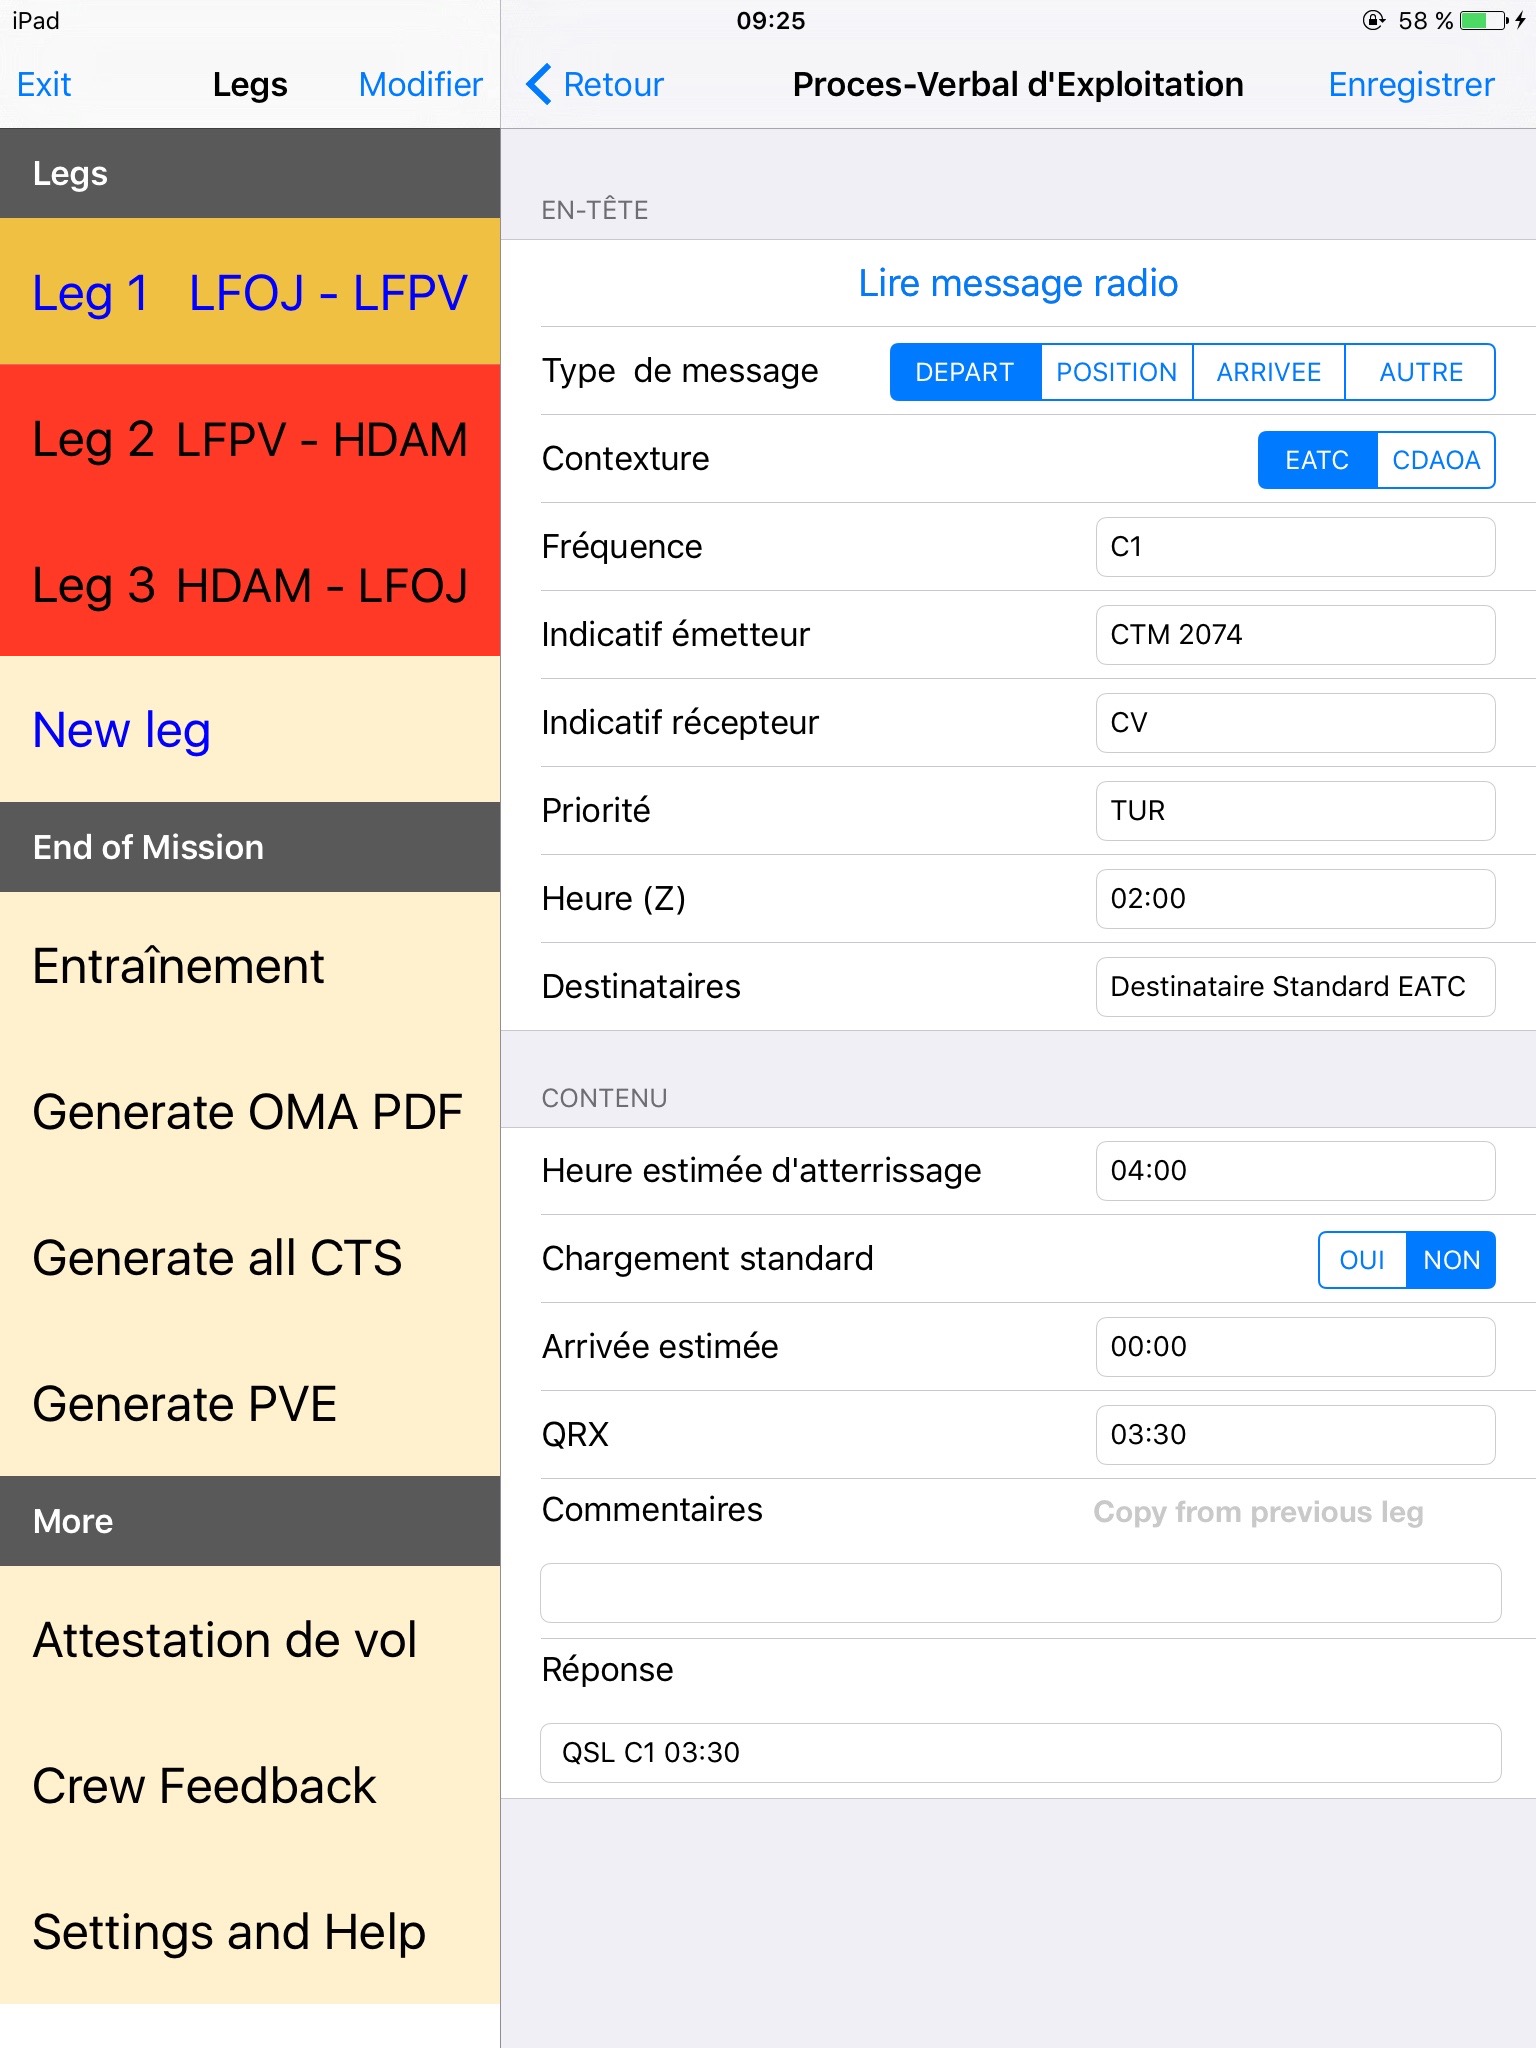 iPad
09:25
58 %
Exit
Legs
Modifier
Legs
Leg 1 LFOJ - LFPV
Leg 2 LFPV - HDAM
Leg 3 HDAM - LFOJ
New leg
End of Mission
Entraînement
Generate OMA PDF
Generate all CTS
Generate PVE
More
Attestation de vol
Crew Feedback
Settings and Help
Retour
Proces-Verbal d'Exploitation
Enregistrer
EN-TÊTE
Lire message radio
Type de message DEPART POSITION ARRIVEE AUTRE
Contexture EATC CDAOA
Fréquence C1
Indicatif émetteur CTM 2074
Indicatif récepteur CV
Priorité TUR
Heure (Z) 02:00
Destinataires Destinataire Standard EATC
CONTENU
Heure estimée d'atterrissage 04:00
Chargement standard OUI NON
Arrivée estimée 00:00
QRX 03:30
Commentaires Copy from previous leg
Réponse
QSL C1 03:30